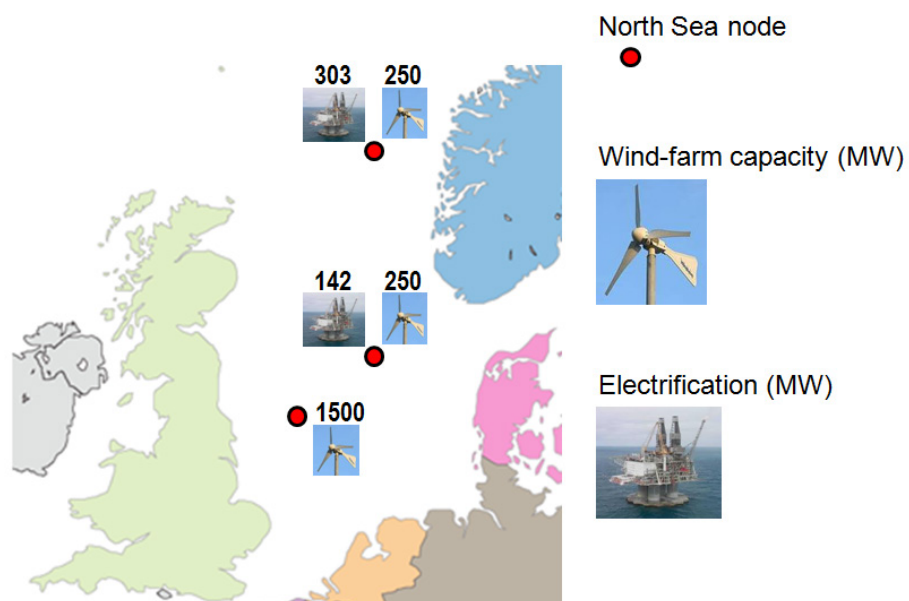 North Sea node
303 250
Wind-farm capacity (MW)
142 250
Electrification (MW)
1500